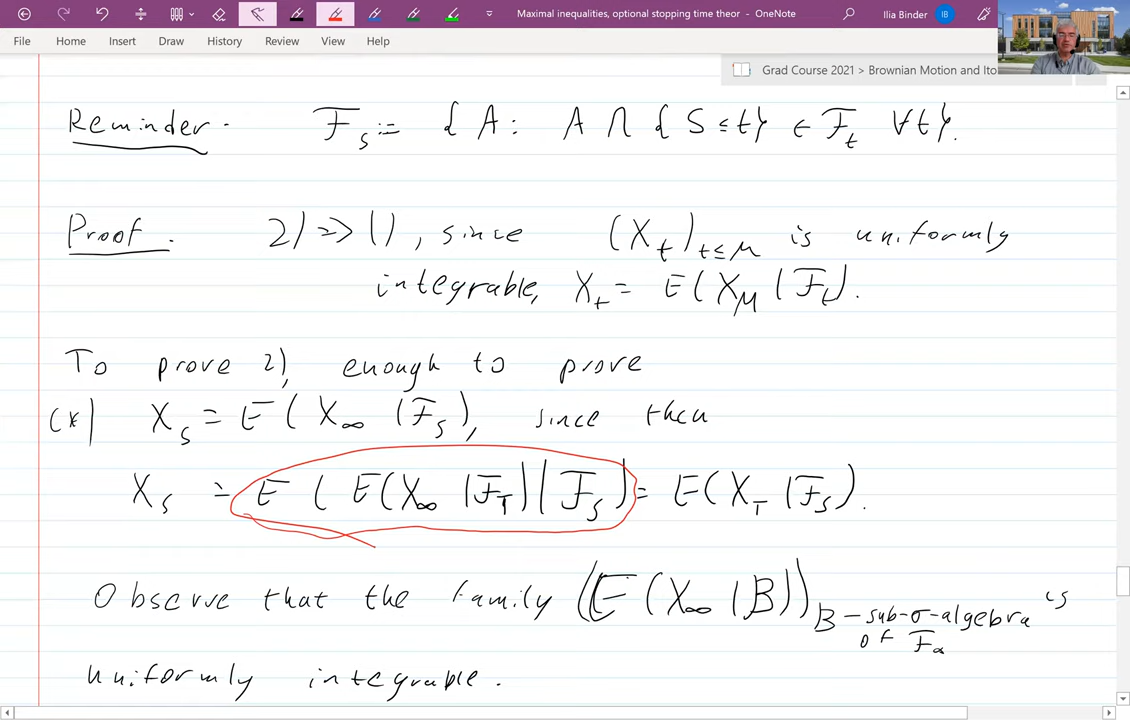 Maximal inequalities, optional stopping time theor - OneNote
Ilia Binder IB
File Home Insert Draw History Review View Help
Grad Course 2021 > Brownian Motion and Ito
Reminder. F_S := { A : A ∩ { S ≤ t } ∈ F_t ∀t }.
Proof. 2) => 1), since (X_t)_{t≤M} is uniformly
integrable, X_t = E(X_M | F_t).
To prove 2), enough to prove
(*) X_S = E(X_∞ | F_S), since then
X_S = E(E(X_∞ | F_T) | F_S) = E(X_T | F_S).
Observe that the family (E(X_∞ | B))_{B - sub-σ-algebra of F_∞} is
uniformly integrable.